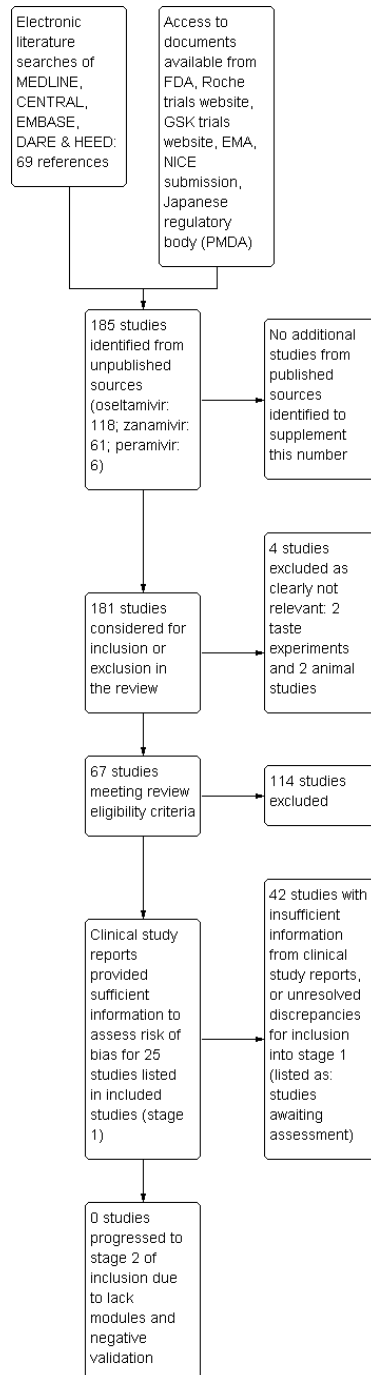 Electronic
literature
searches of
MEDLINE,
CENTRAL,
EMBASE,
DARE & HEED:
69 references
Access to
documents
available from
FDA, Roche
trials website,
GSK trials
website, EMA,
NICE
submission,
Japanese
regulatory
body (PMDA)
185 studies
identified from
unpublished
sources
(oseltamivir:
118; zanamivir:
61; peramivir:
6)
No additional
studies from
published
sources
identified to
supplement
this number
4 studies
excluded as
clearly not
relevant: 2
taste
experiments
and 2 animal
studies
181 studies
considered for
inclusion or
exclusion in
the review
67 studies
meeting review
eligibility criteria
114 studies
excluded
Clinical study
reports
provided
sufficient
information to
assess risk of
bias for 25
studies listed
in included
studies (stage
1)
42 studies with
insufficient
information
from clinical
study reports,
or unresolved
discrepancies
for inclusion
into stage 1
(listed as:
studies
awaiting
assessment)
0 studies
progressed to
stage 2 of
inclusion due
to lack
modules and
negative
validation